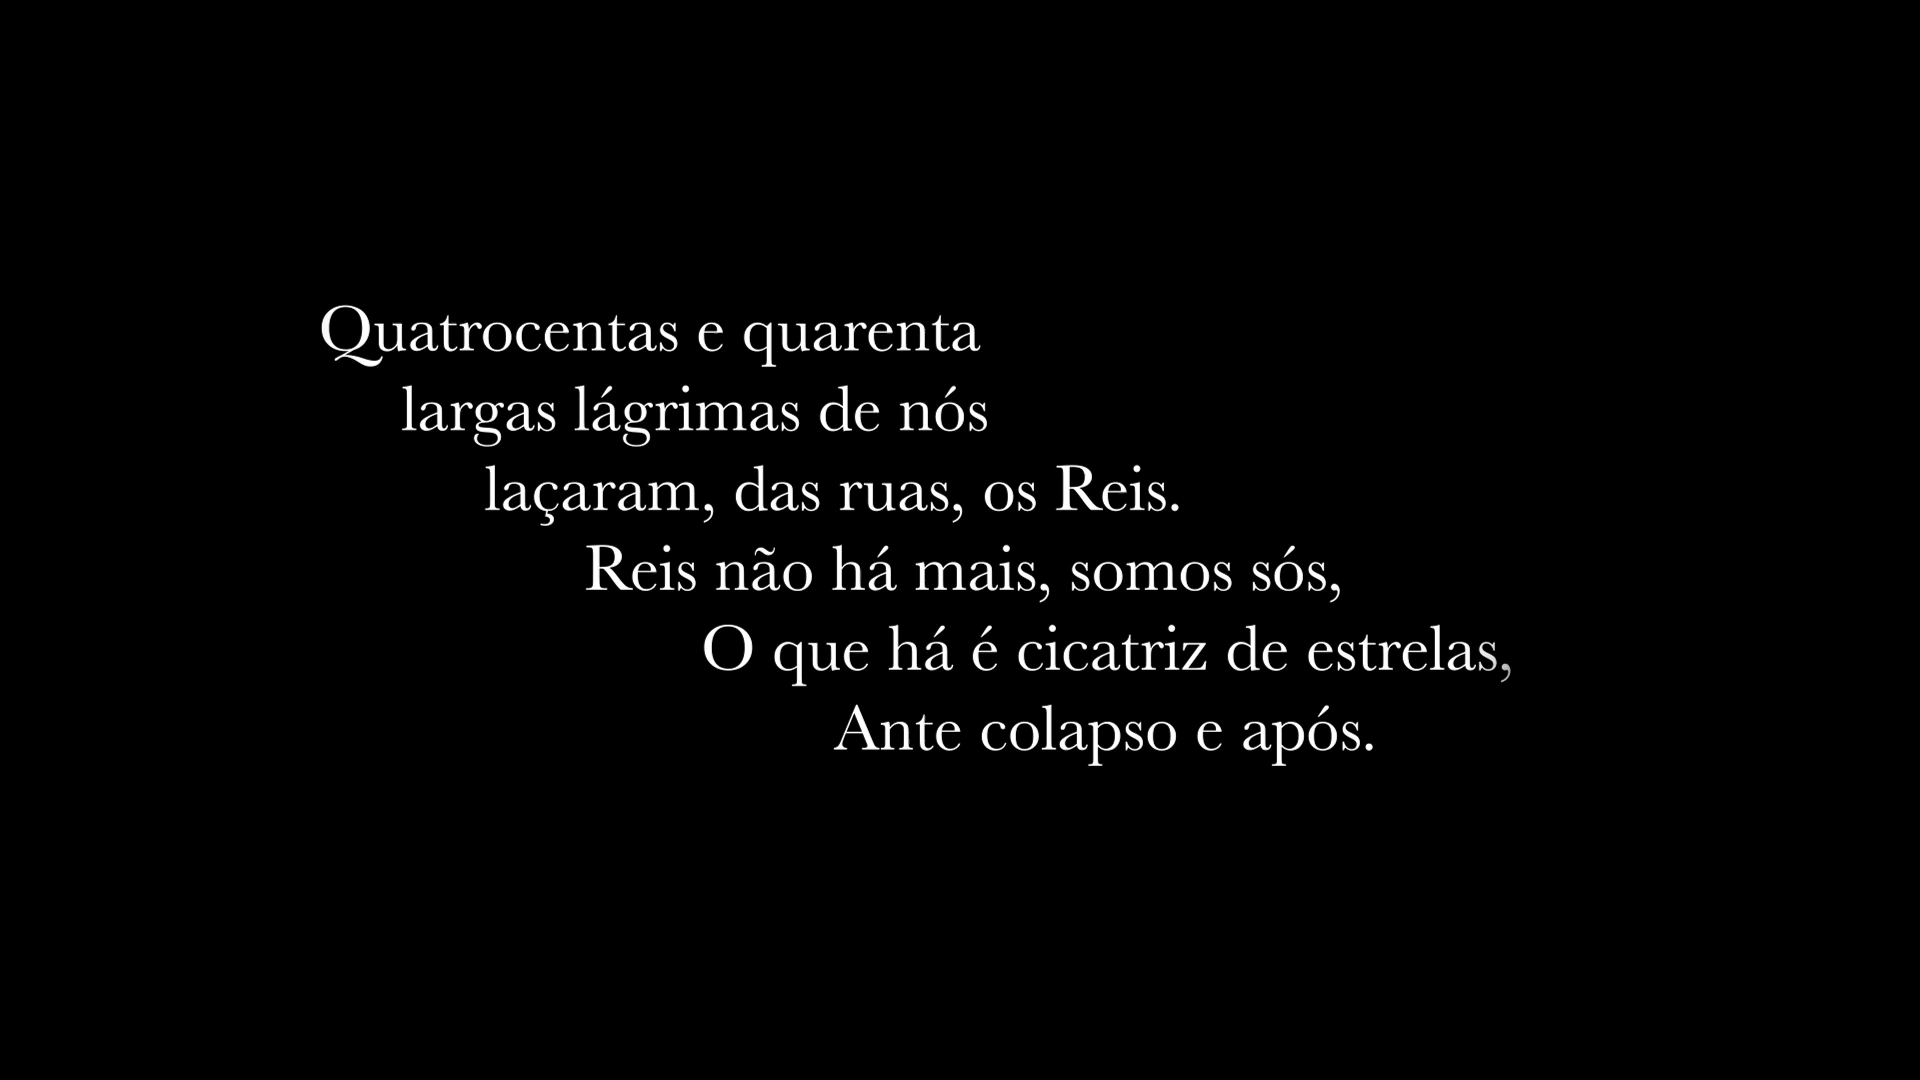 Quatrocentas e quarenta
largas lágrimas de nós
laçaram, das ruas, os Reis.
Reis não há mais, somos sós,
O que há é cicatriz de estrelas,
Ante colapso e após.